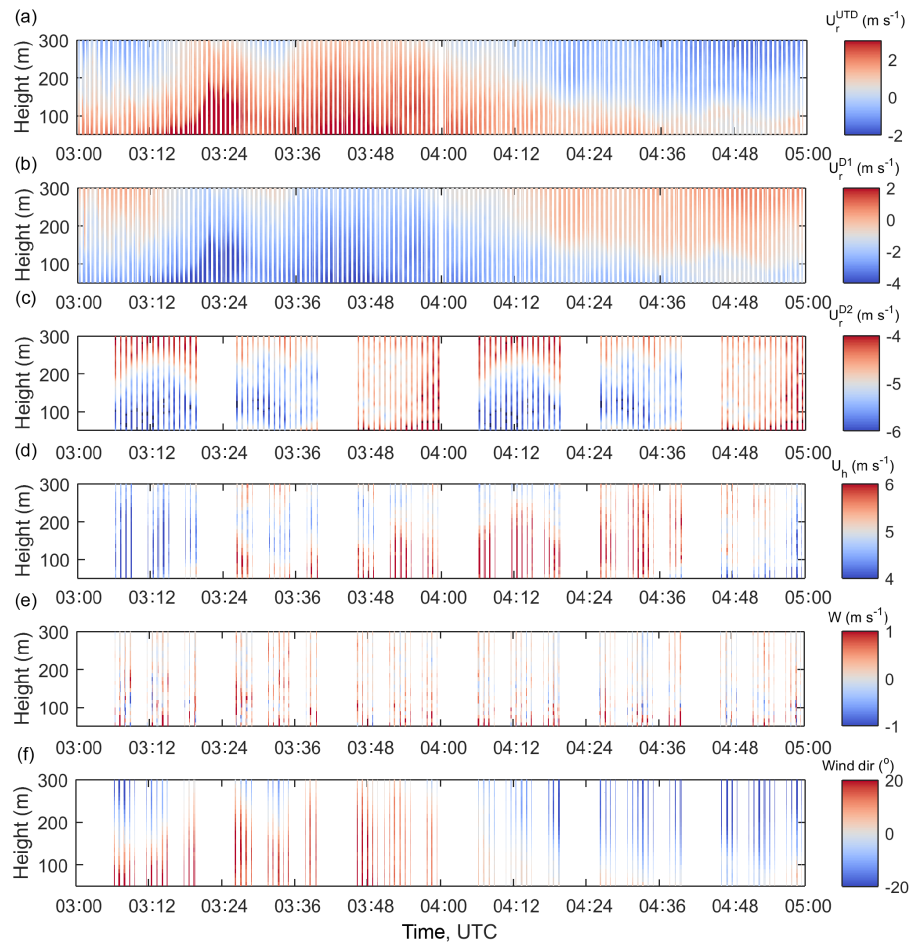 (a)
U_r^UTD (m s⁻¹)
300
200
100
Height (m)
2
0
-2
03:00 03:12 03:24 03:36 03:48 04:00 04:12 04:24 04:36 04:48 05:00
(b)
U_r^D1 (m s⁻¹)
300
200
100
Height (m)
2
0
-2
-4
03:00 03:12 03:24 03:36 03:48 04:00 04:12 04:24 04:36 04:48 05:00
(c)
U_r^D2 (m s⁻¹)
300
200
100
Height (m)
-4
-5
-6
03:00 03:12 03:24 03:36 03:48 04:00 04:12 04:24 04:36 04:48 05:00
(d)
U_h (m s⁻¹)
300
200
100
Height (m)
6
5
4
03:00 03:12 03:24 03:36 03:48 04:00 04:12 04:24 04:36 04:48 05:00
(e)
W (m s⁻¹)
300
200
100
Height (m)
1
0
-1
03:00 03:12 03:24 03:36 03:48 04:00 04:12 04:24 04:36 04:48 05:00
(f)
Wind dir (º)
300
200
100
Height (m)
20
0
-20
03:00 03:12 03:24 03:36 03:48 04:00 04:12 04:24 04:36 04:48 05:00
Time, UTC